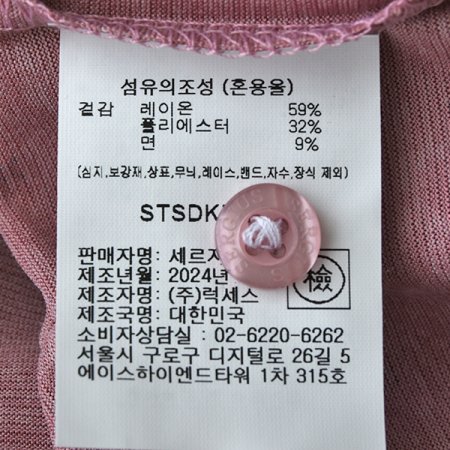 섬유의조성 (혼용율)
겉감 레이온 59%
폴리에스터 32%
면 9%
(심지,보강재,상표,무늬,레이스,밴드,자수,장식 제외)
STSDK
판매자명: 세르지
제조년월: 2024년
제조자명: (주)럭세스
제조국명: 대한민국
檢
소비자상담실 : 02-6220-6262
서울시 구로구 디지털로 26길 5
에이스하이엔드타워 1차 315호